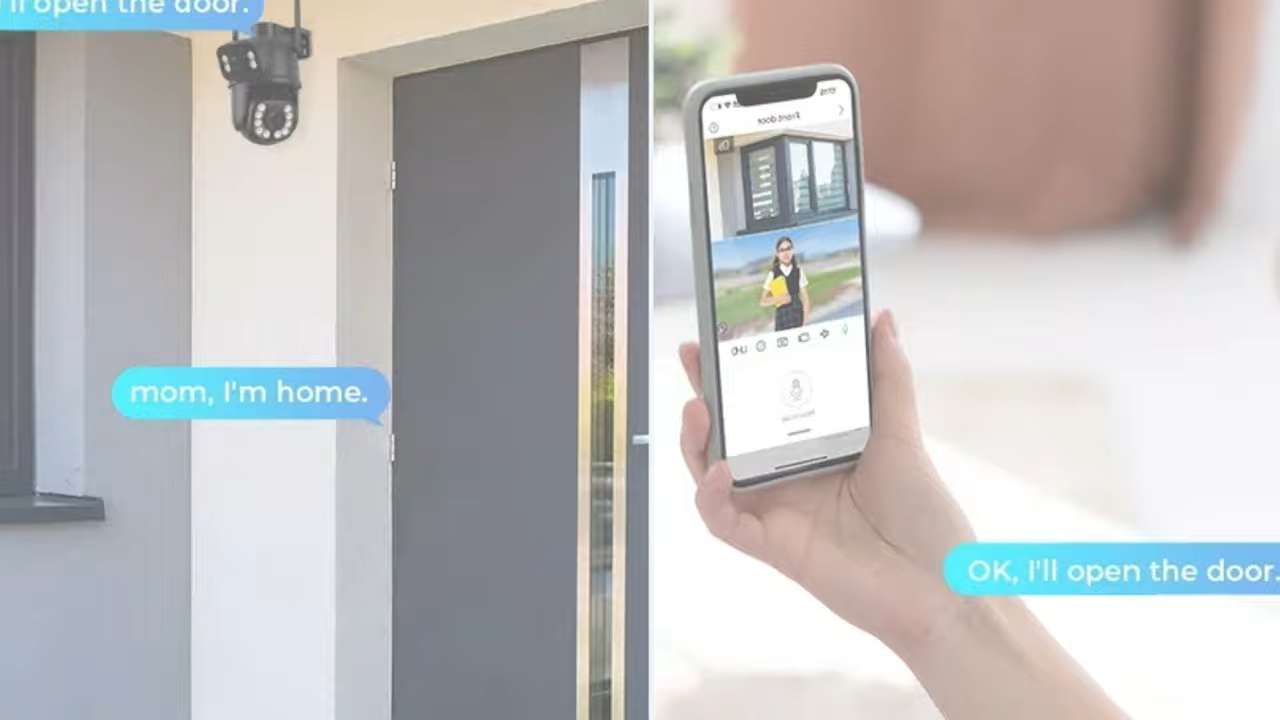 'll open the door.
mom, I'm home.
Front door
OK, I'll open the door.